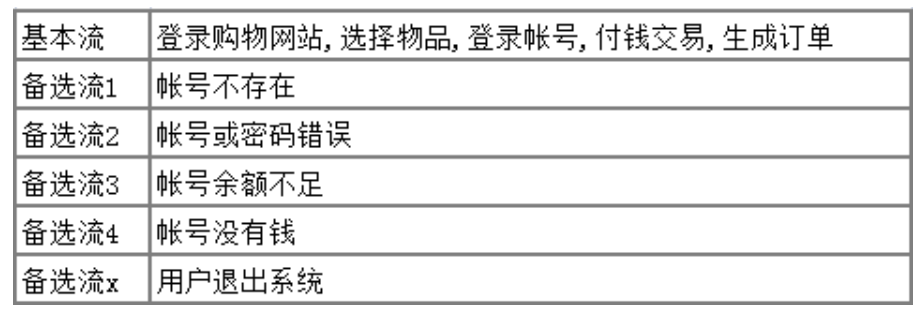 基本流 登录购物网站,选择物品,登录帐号,付钱交易,生成订单
备选流1 帐号不存在
备选流2 帐号或密码错误
备选流3 帐号余额不足
备选流4 帐号没有钱
备选流x 用户退出系统